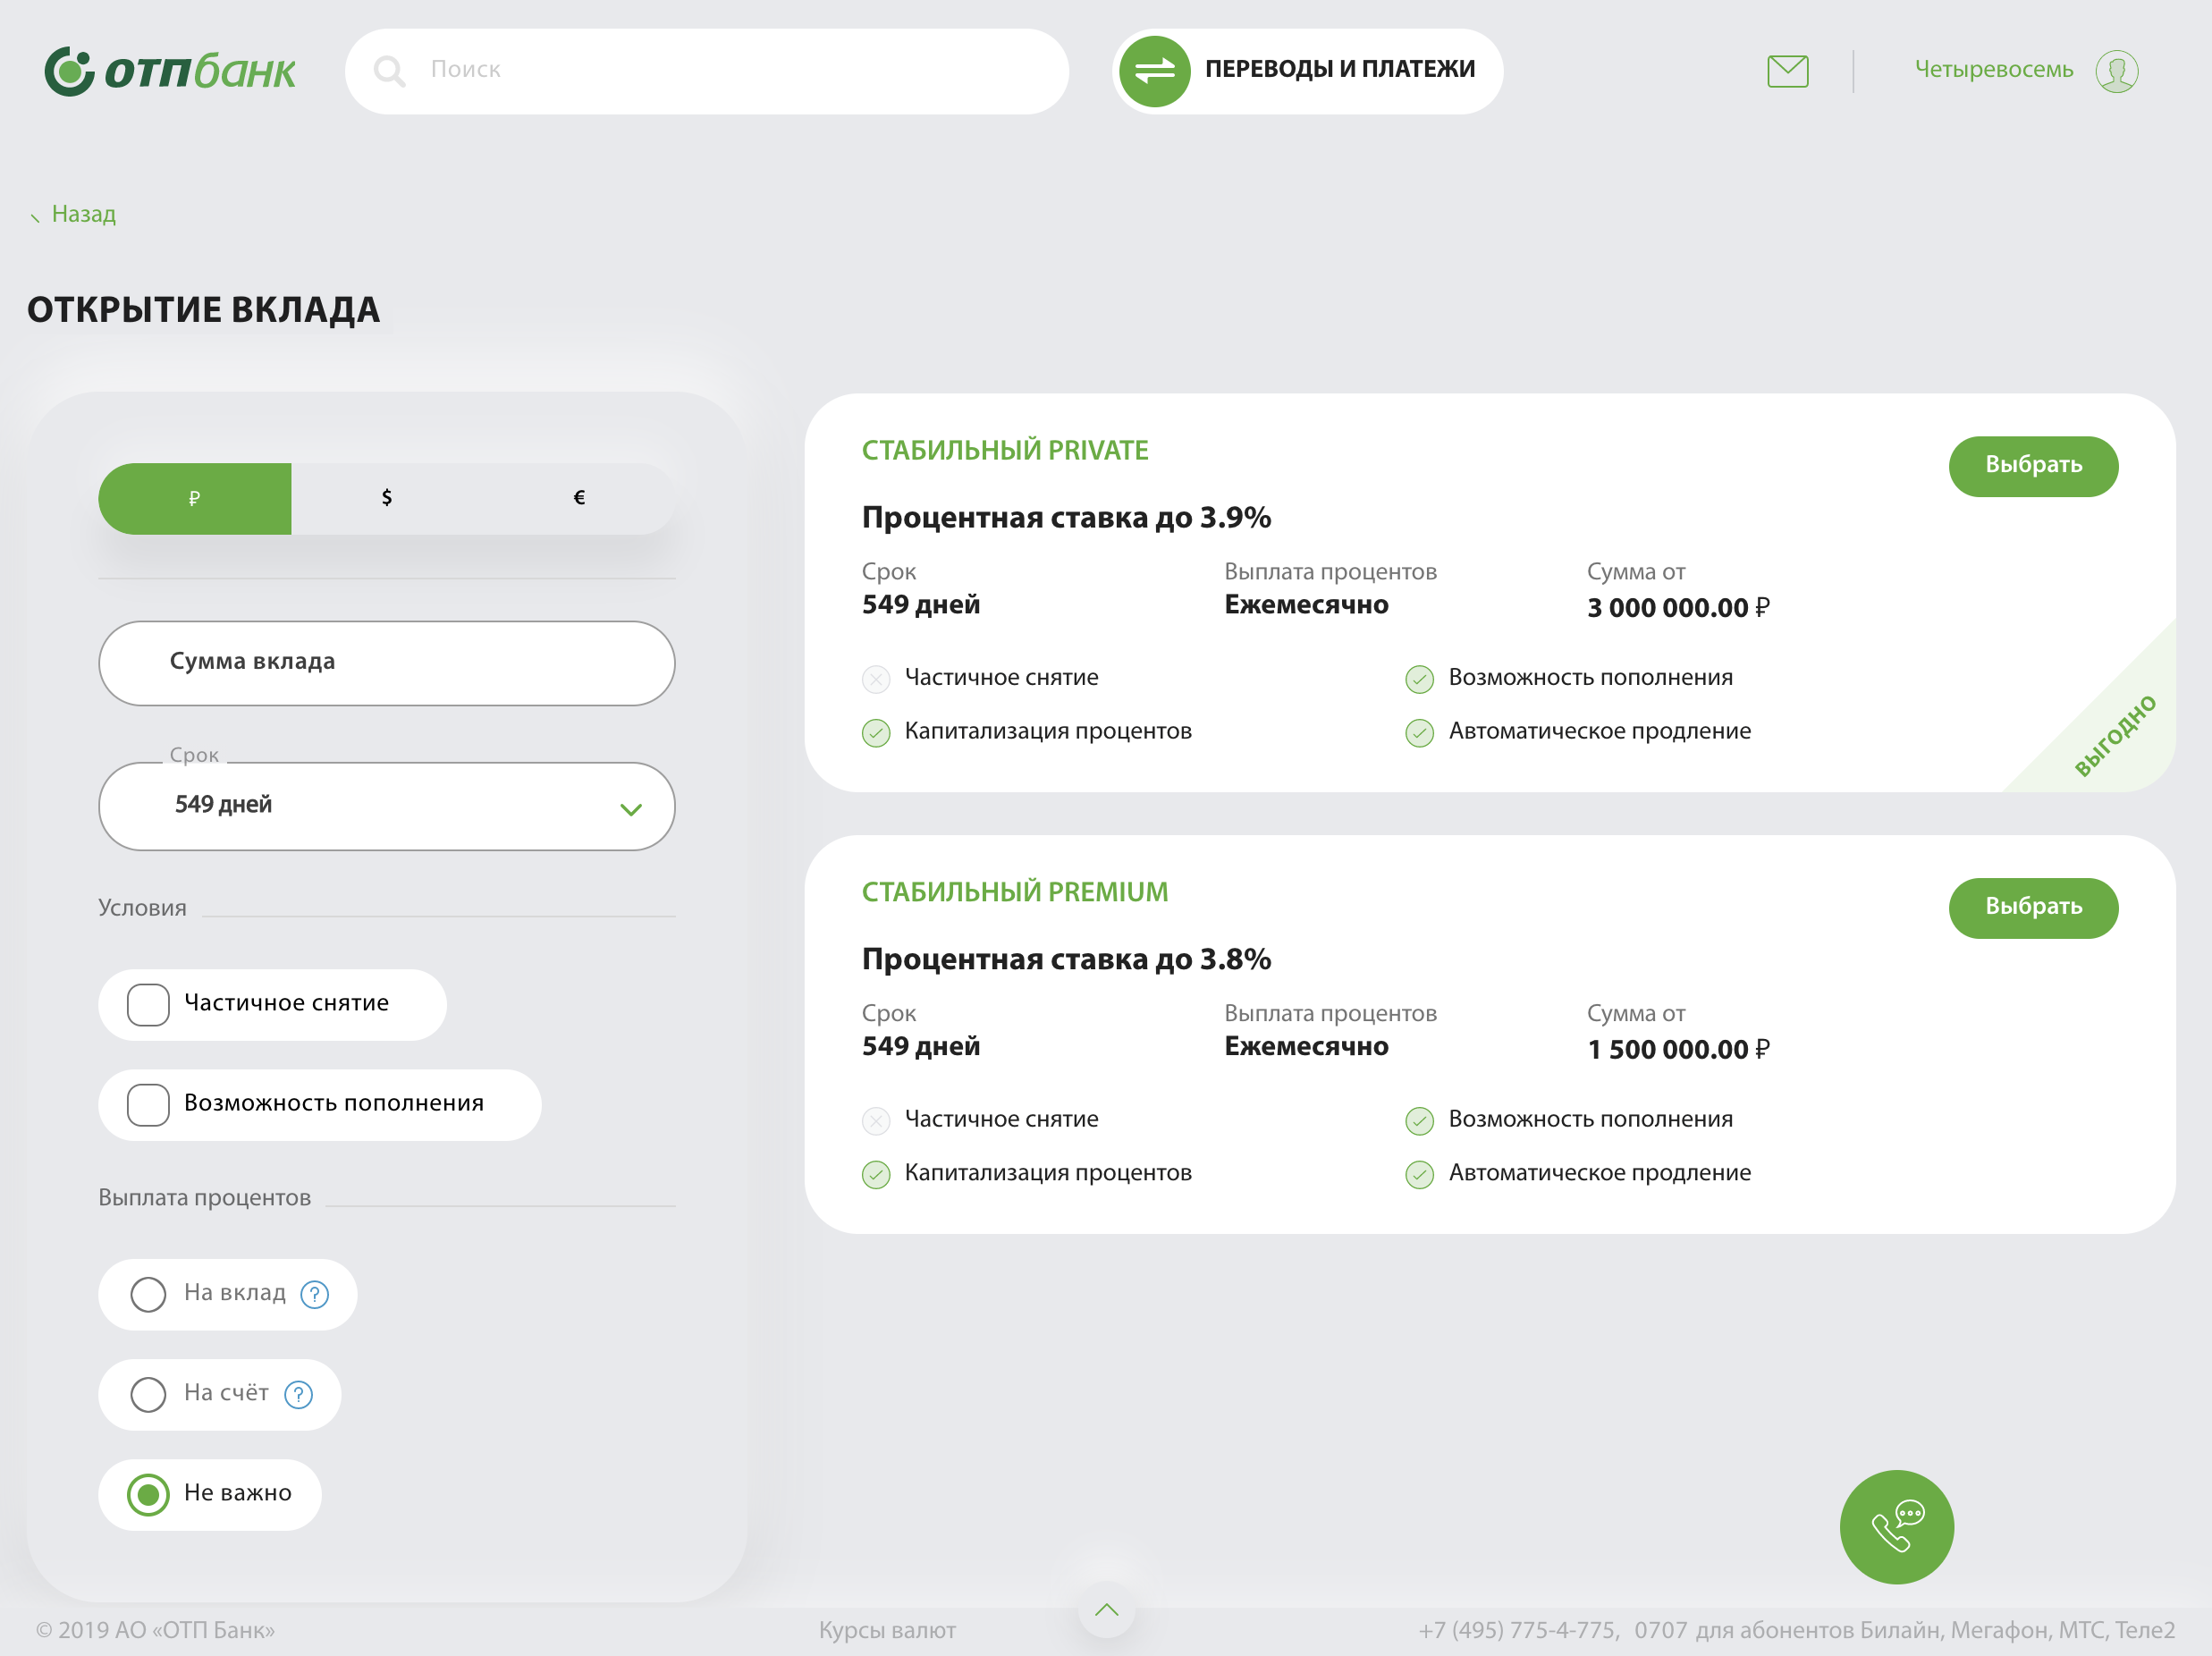 отпбанк
Поиск
ПЕРЕВОДЫ И ПЛАТЕЖИ
Четыревосемь
Назад
ОТКРЫТИЕ ВКЛАДА
₽ $ €
Сумма вклада
Срок
549 дней
Условия
Частичное снятие
Возможность пополнения
Выплата процентов
На вклад ?
На счёт ?
Не важно
СТАБИЛЬНЫЙ PRIVATE
Выбрать
Процентная ставка до 3.9%
Срок Выплата процентов Сумма от
549 дней Ежемесячно 3 000 000.00 ₽
Частичное снятие Возможность пополнения
Капитализация процентов Автоматическое продление
ВЫГОДНО
СТАБИЛЬНЫЙ PREMIUM
Выбрать
Процентная ставка до 3.8%
Срок Выплата процентов Сумма от
549 дней Ежемесячно 1 500 000.00 ₽
Частичное снятие Возможность пополнения
Капитализация процентов Автоматическое продление
© 2019 АО «ОТП Банк» Курсы валют +7 (495) 775-4-775, 0707 для абонентов Билайн, Мегафон, МТС, Теле2